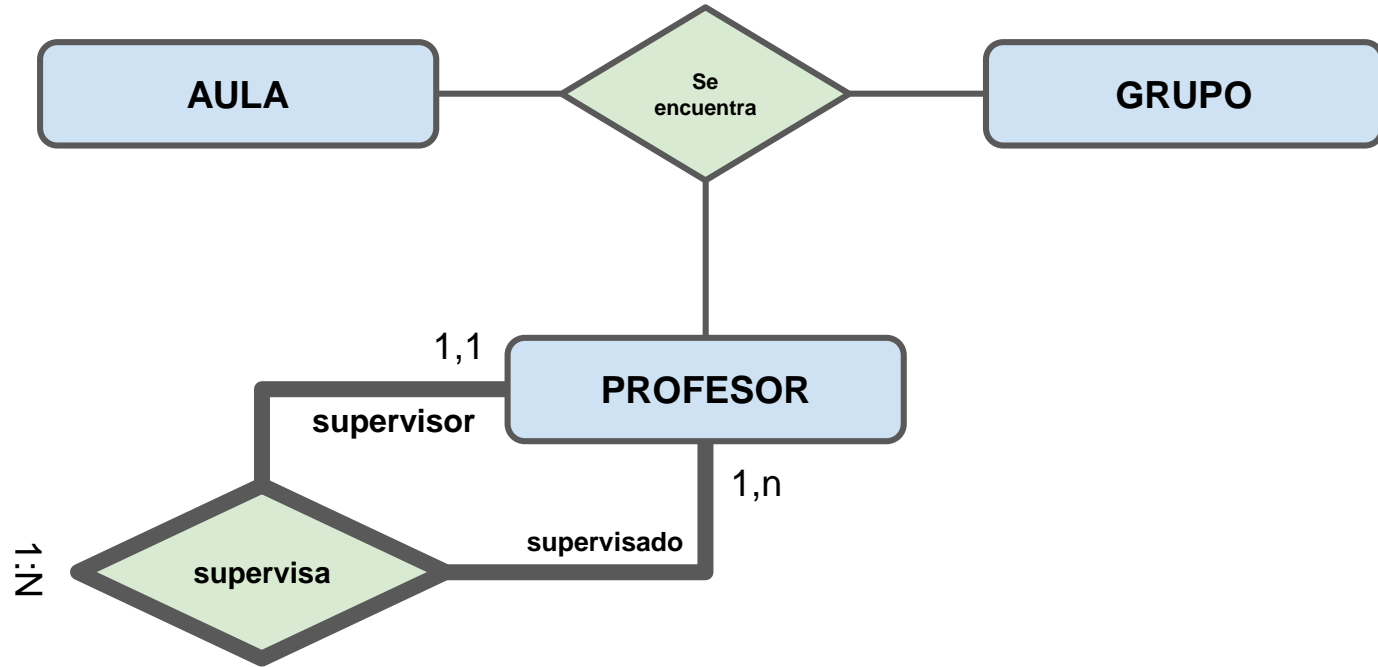 AULA
Se
encuentra
GRUPO
1,1
PROFESOR
supervisor
1,n
supervisado
supervisa
1:N